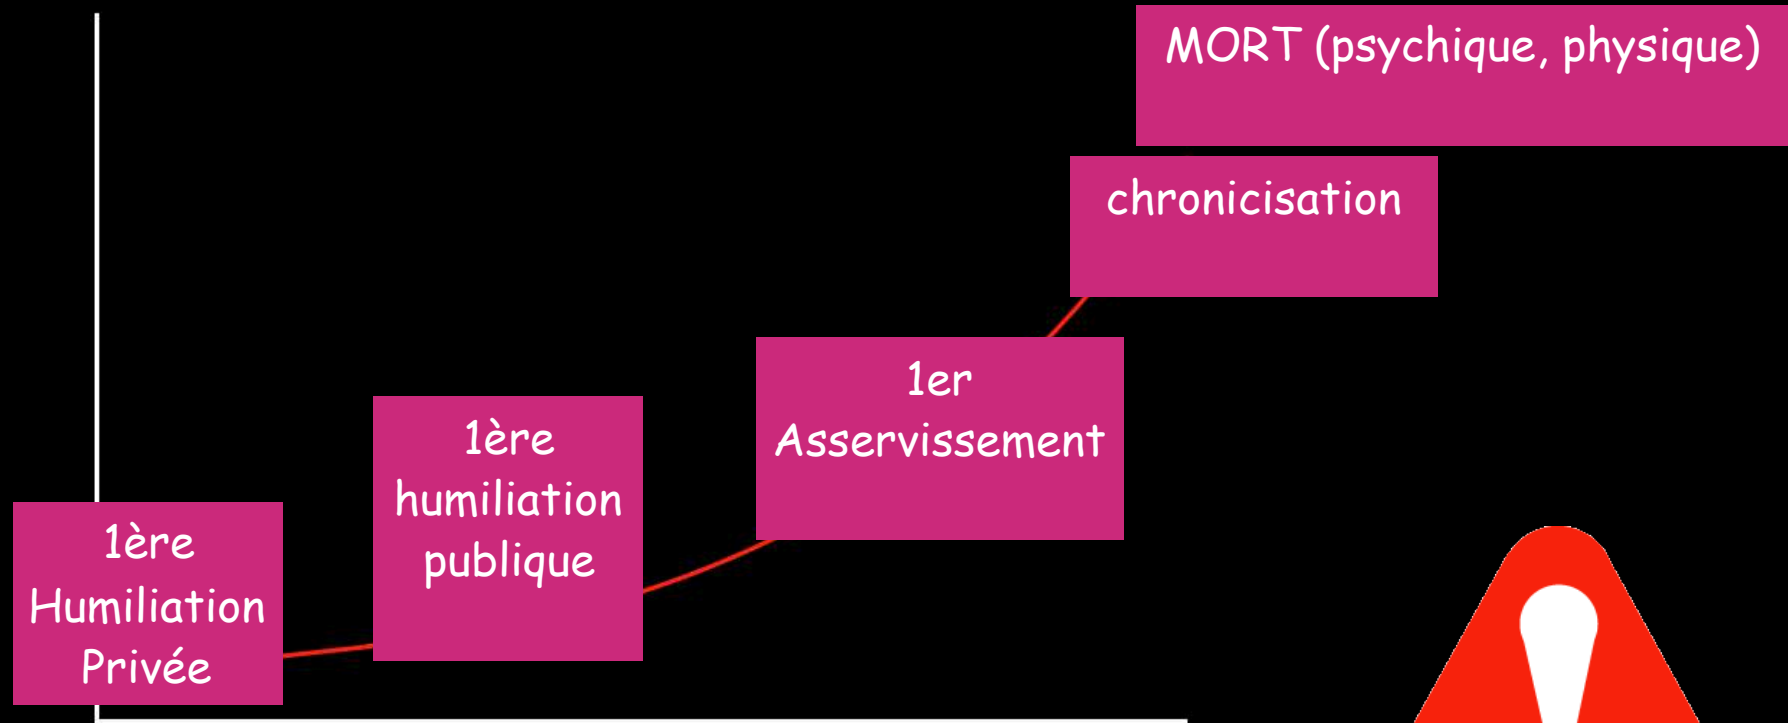 MORT (psychique, physique)
chronicisation
1er
Asservissement
1ère
humiliation
publique
1ère
Humiliation
Privée